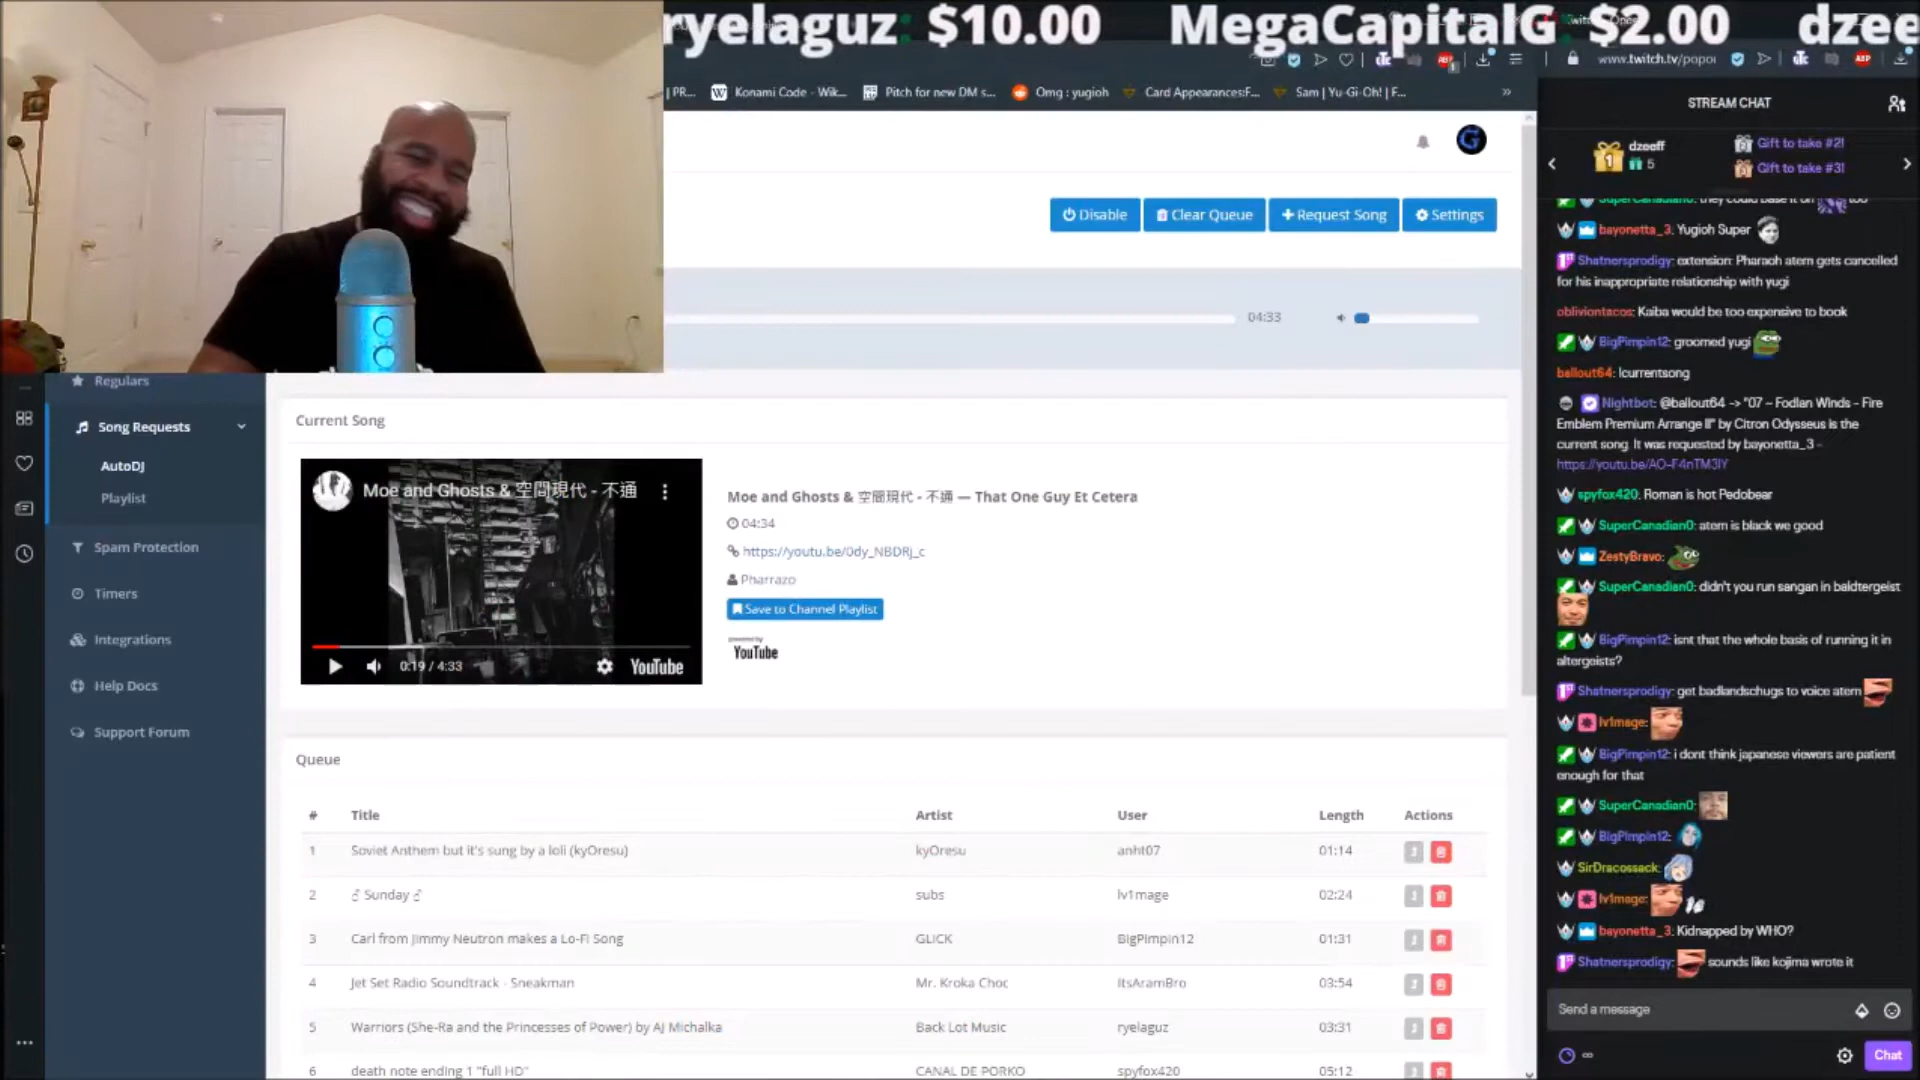 ryelaguz: $10.00 MegaCapitalG: $2.00 dzee
www.twitch.tv/popoi
PR... Konami Code - Wik... Pitch for new DM s... Omg : yugioh Card Appearances:F... Sam | Yu-Gi-Oh! | F... »
Disable Clear Queue Request Song Settings
04:33
Regulars
Song Requests
AutoDJ
Playlist
Spam Protection
Timers
Integrations
Help Docs
Support Forum
Current Song
Moe and Ghosts & 空間現代 - 不通
0:19 / 4:33 YouTube
Moe and Ghosts & 空間現代 - 不通 — That One Guy Et Cetera
04:34
https://youtu.be/0dy_NBDRj_c
Pharrazo
Save to Channel Playlist
powered by
YouTube
Queue
# Title Artist User Length Actions
1 Soviet Anthem but it's sung by a loli (kyOresu) kyOresu anht07 01:14
2 ♂ Sunday ♂ subs lv1mage 02:24
3 Carl from Jimmy Neutron makes a Lo-Fi Song GLICK BigPimpin12 01:31
4 Jet Set Radio Soundtrack - Sneakman Mr. Kroka Choc ItsAramBro 03:54
5 Warriors (She-Ra and the Princesses of Power) by AJ Michalka Back Lot Music ryelaguz 03:31
6 death note ending 1 "full HD" CANAL DE PORKO spyfox420 05:12
STREAM CHAT
1 dzeeff
5
Gift to take #2!
Gift to take #3!
SuperCanadian0: they could base it on too
bayonetta_3: Yugioh Super
Shatnersprodigy: extension: Pharaoh atem gets cancelled
for his inappropriate relationship with yugi
obliviontacos: Kaiba would be too expensive to book
BigPimpin12: groomed yugi
ballout64: !currentsong
Nightbot: @ballout64 -> "07 – Fodlan Winds - Fire
Emblem Premium Arrange II" by Citron Odysseus is the
current song. It was requested by bayonetta_3 -
https://youtu.be/AO-F4nTM3IY
spyfox420: Roman is hot Pedobear
SuperCanadian0: atem is black we good
ZestyBravo:
SuperCanadian0: didn't you run sangan in baldtergeist
BigPimpin12: isnt that the whole basis of running it in
altergeists?
Shatnersprodigy: get badlandschugs to voice atem
lv1mage:
BigPimpin12: i dont think japanese viewers are patient
enough for that
SuperCanadian0:
BigPimpin12:
SirDracossack:
lv1mage:
bayonetta_3: Kidnapped by WHO?
Shatnersprodigy: sounds like kojima wrote it
Send a message
Chat